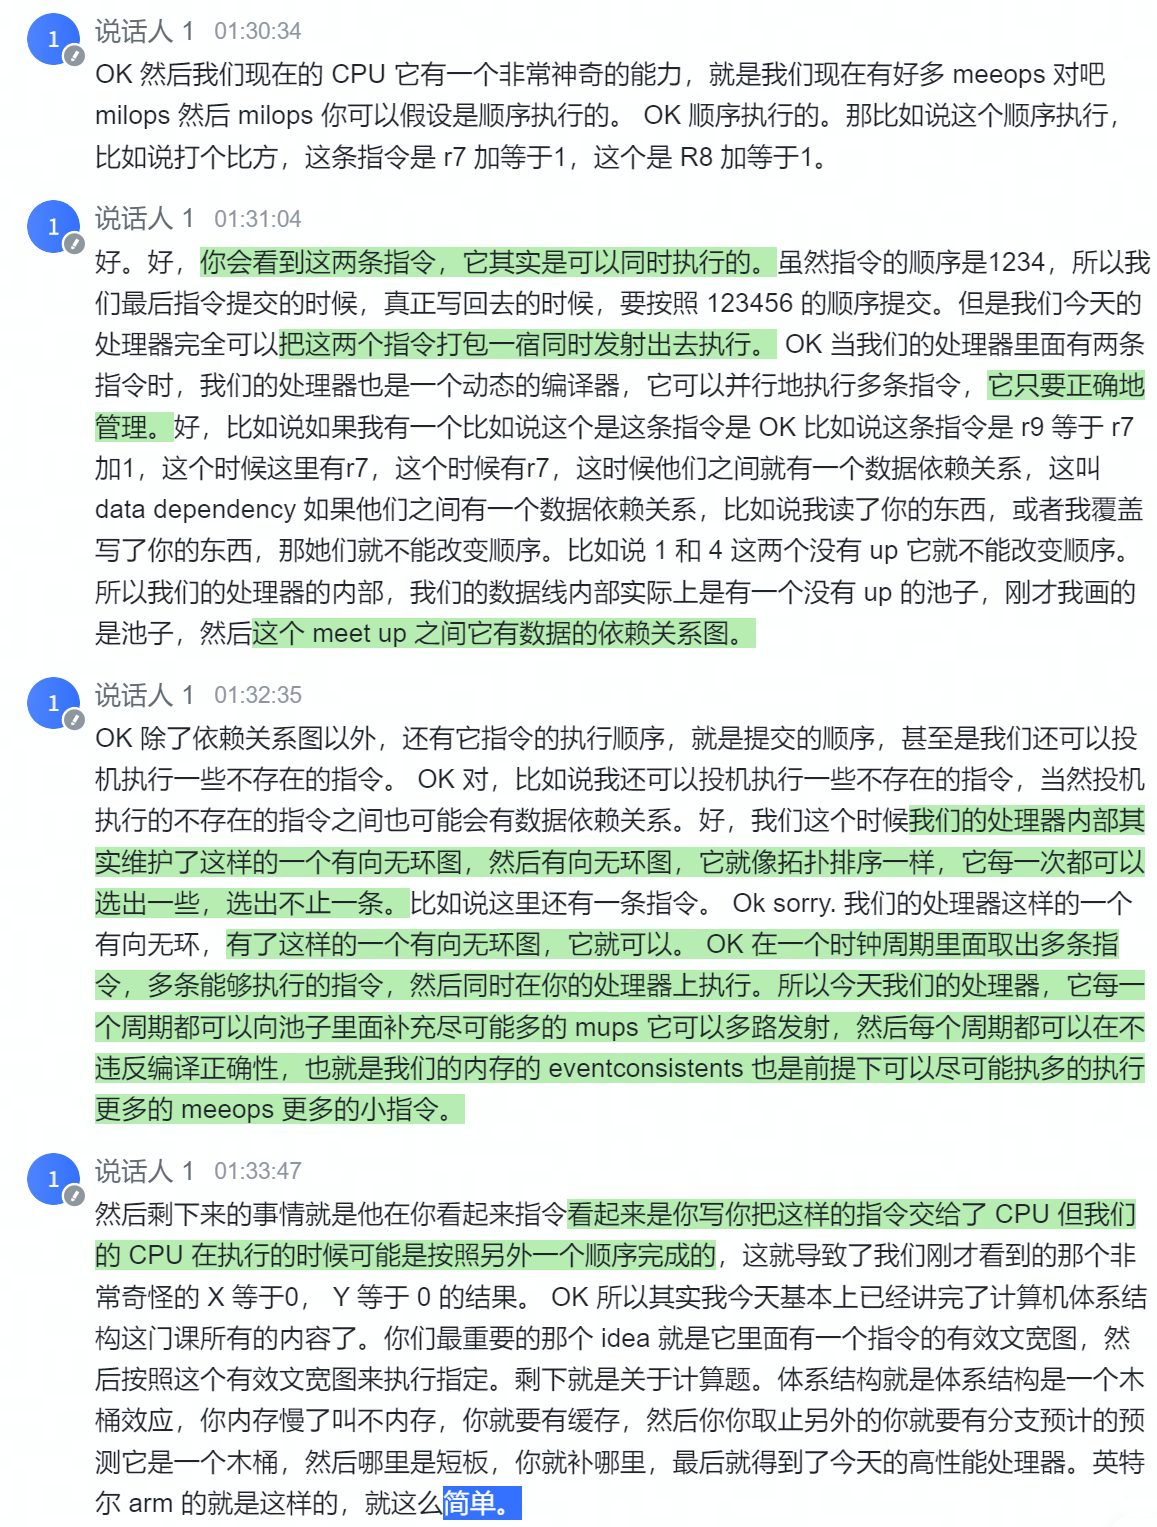 1 说话人 1 01:30:34
OK 然后我们现在的 CPU 它有一个非常神奇的能力，就是我们现在有好多 meeops 对吧
milops 然后 milops 你可以假设是顺序执行的。 OK 顺序执行的。那比如说这个顺序执行，
比如说打个比方，这条指令是 r7 加等于1，这个是 R8 加等于1。
1 说话人 1 01:31:04
好。好，你会看到这两条指令，它其实是可以同时执行的。虽然指令的顺序是1234，所以我
们最后指令提交的时候，真正写回去的时候，要按照 123456 的顺序提交。但是我们今天的
处理器完全可以把这两个指令打包一宿同时发射出去执行。 OK 当我们的处理器里面有两条
指令时，我们的处理器也是一个动态的编译器，它可以并行地执行多条指令，它只要正确地
管理。好，比如说如果我有一个比如说这个是这条指令是 OK 比如说这条指令是 r9 等于 r7
加1，这个时候这里有r7，这个时候有r7，这时候他们之间就有一个数据依赖关系，这叫
data dependency 如果他们之间有一个数据依赖关系，比如说我读了你的东西，或者我覆盖
写了你的东西，那她们就不能改变顺序。比如说 1 和 4 这两个没有 up 它就不能改变顺序。
所以我们的处理器的内部，我们的数据线内部实际上是有一个没有 up 的池子，刚才我画的
是池子，然后这个 meet up 之间它有数据的依赖关系图。
1 说话人 1 01:32:35
OK 除了依赖关系图以外，还有它指令的执行顺序，就是提交的顺序，甚至是我们还可以投
机执行一些不存在的指令。 OK 对，比如说我还可以投机执行一些不存在的指令，当然投机
执行的不存在的指令之间也可能会有数据依赖关系。好，我们这个时候我们的处理器内部其
实维护了这样的一个有向无环图，然后有向无环图，它就像拓扑排序一样，它每一次都可以
选出一些，选出不止一条。比如说这里还有一条指令。 Ok sorry. 我们的处理器这样的一个
有向无环，有了这样的一个有向无环图，它就可以。 OK 在一个时钟周期里面取出多条指
令，多条能够执行的指令，然后同时在你的处理器上执行。所以今天我们的处理器，它每一
个周期都可以向池子里面补充尽可能多的 mups 它可以多路发射，然后每个周期都可以在不
违反编译正确性，也就是我们的内存的 eventconsistents 也是前提下可以尽可能执多的执行
更多的 meeops 更多的小指令。
1 说话人 1 01:33:47
然后剩下来的事情就是他在你看起来指令看起来是你写你把这样的指令交给了 CPU 但我们
的 CPU 在执行的时候可能是按照另外一个顺序完成的，这就导致了我们刚才看到的那个非
常奇怪的 X 等于0， Y 等于 0 的结果。 OK 所以其实我今天基本上已经讲完了计算机体系结
构这门课所有的内容了。你们最重要的那个 idea 就是它里面有一个指令的有效文宽图，然
后按照这个有效文宽图来执行指定。剩下就是关于计算题。体系结构就是体系结构是一个木
桶效应，你内存慢了叫不内存，你就要有缓存，然后你你取止另外的你就要有分支预计的预
测它是一个木桶，然后哪里是短板，你就补哪里，最后就得到了今天的高性能处理器。英特
尔 arm 的就是这样的，就这么简单。